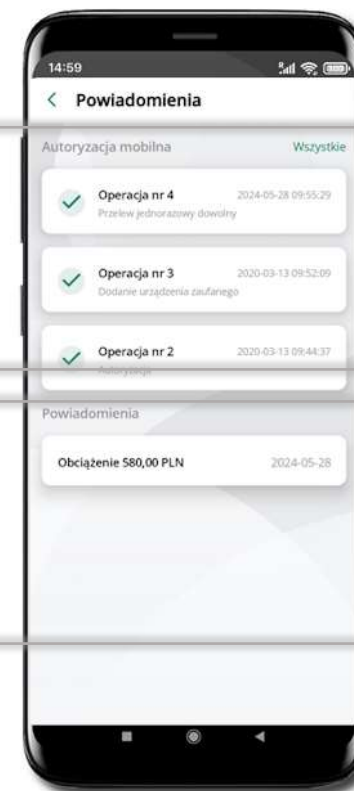 14:59
Powiadomienia
Autoryzacja mobilna Wszystkie
Operacja nr 4 2024-05-28 09:55:29
Przelew jednorazowy dowolny
Operacja nr 3 2020-03-13 09:52:09
Dodanie urządzenia zaufanego
Operacja nr 2 2020-03-13 09:44:37
Autoryzacja
Powiadomienia
Obciążenie 580,00 PLN 2024-05-28